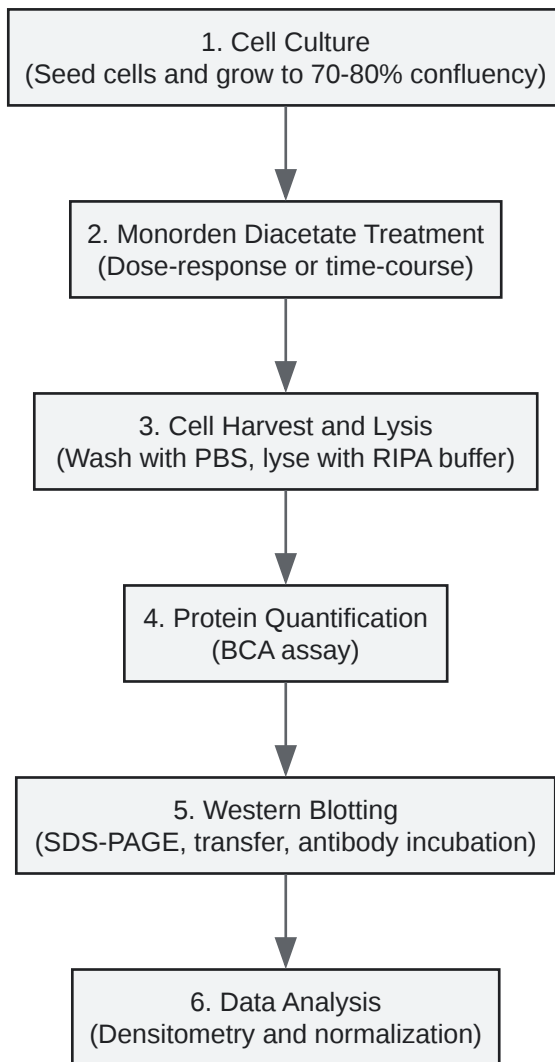 1. Cell Culture
(Seed cells and grow to 70-80% confluency)
2. Monorden Diacetate Treatment
(Dose-response or time-course)
3. Cell Harvest and Lysis
(Wash with PBS, lyse with RIPA buffer)
4. Protein Quantification
(BCA assay)
5. Western Blotting
(SDS-PAGE, transfer, antibody incubation)
6. Data Analysis
(Densitometry and normalization)